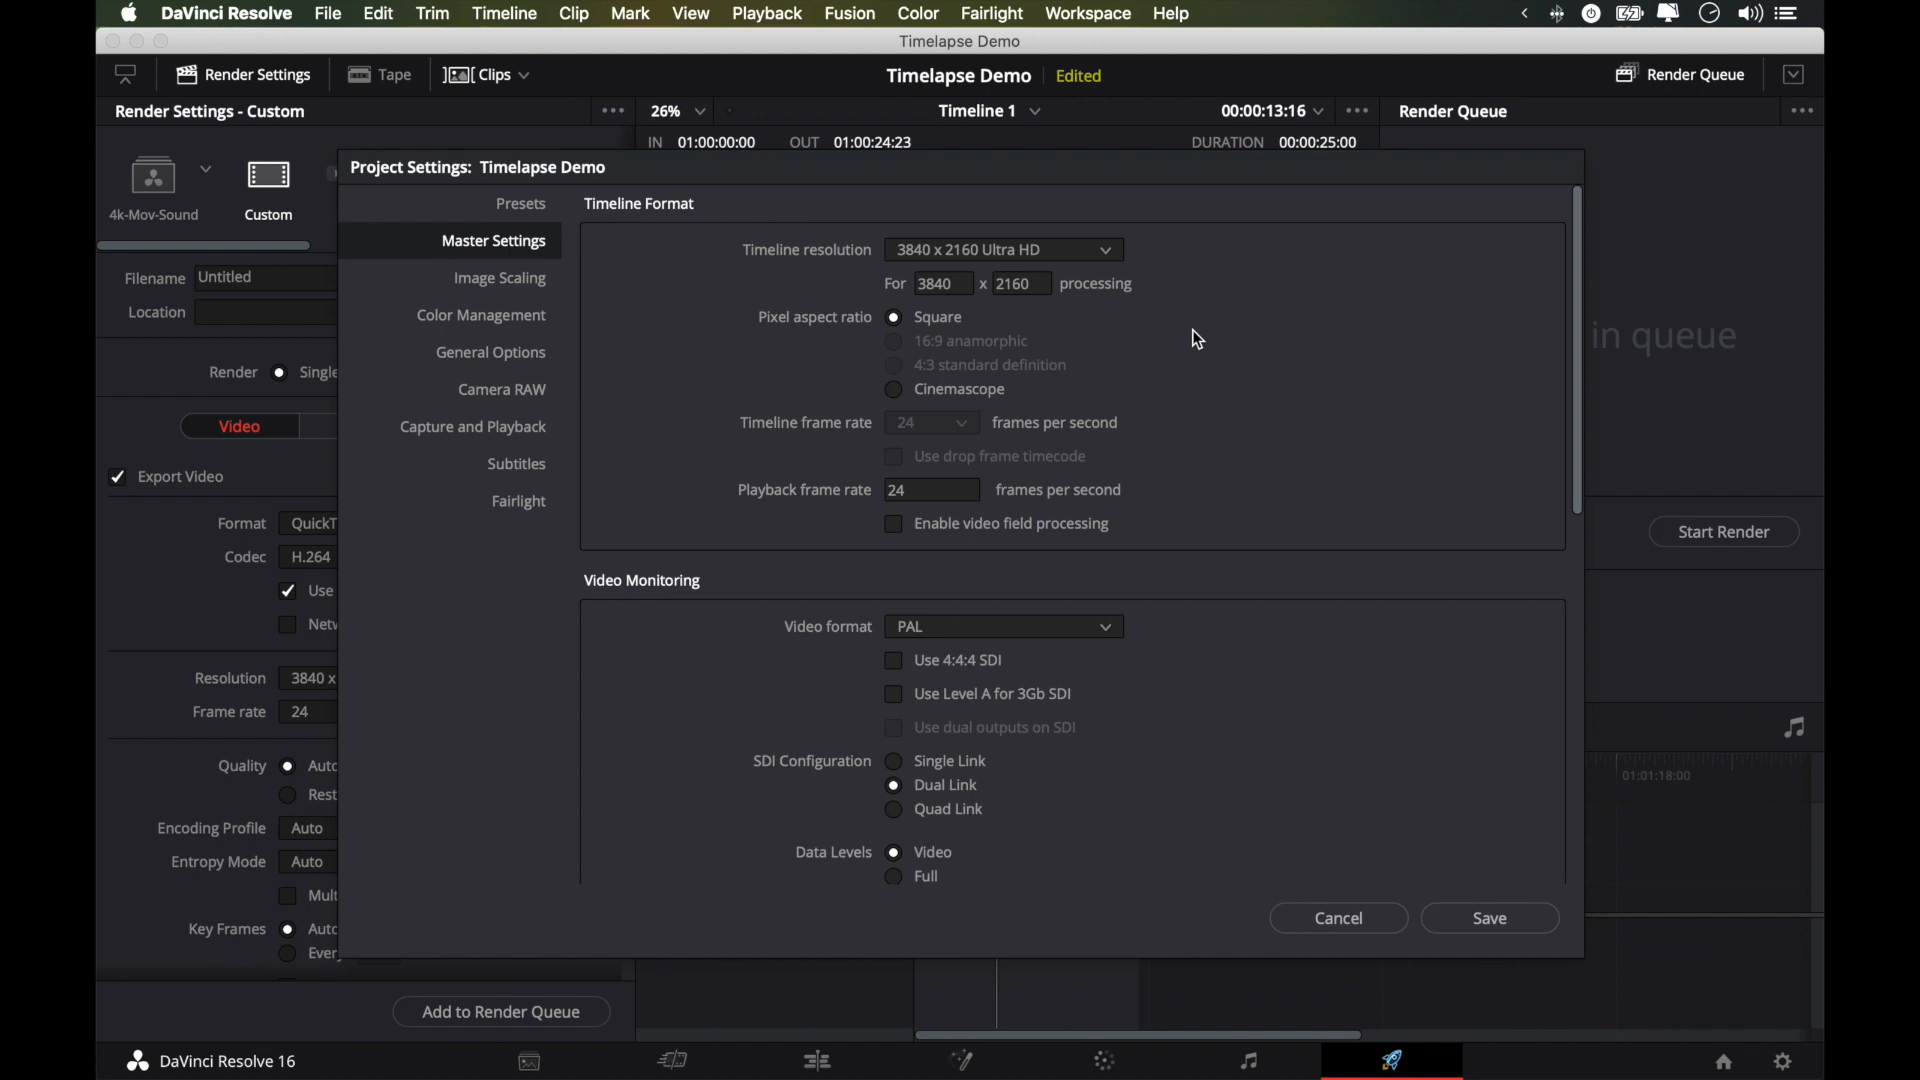 DaVinci Resolve File Edit Trim Timeline Clip Mark View Playback Fusion Color Fairlight Workspace Help
Timelapse Demo
Render Settings Tape Clips Timelapse Demo Edited Render Queue
Render Settings - Custom 26% Timeline 1 00:00:13:16 Render Queue
IN 01:00:00:00 OUT 01:00:24:23 DURATION 00:00:25:00
4k-Mov-Sound Custom
Filename Untitled
Location
Render Single
Video
Export Video
Format QuickT
Codec H.264
Use
Netw
Resolution 3840 x
Frame rate 24
Quality Auto
Rest
Encoding Profile Auto
Entropy Mode Auto
Mult
Key Frames Auto
Every
Add to Render Queue
Project Settings: Timelapse Demo
Presets
Master Settings
Image Scaling
Color Management
General Options
Camera RAW
Capture and Playback
Subtitles
Fairlight
Timeline Format
Timeline resolution 3840 x 2160 Ultra HD
For 3840 x 2160 processing
Pixel aspect ratio Square
16:9 anamorphic
4:3 standard definition
Cinemascope
Timeline frame rate 24 frames per second
Use drop frame timecode
Playback frame rate 24 frames per second
Enable video field processing
Video Monitoring
Video format PAL
Use 4:4:4 SDI
Use Level A for 3Gb SDI
Use dual outputs on SDI
SDI Configuration Single Link
Dual Link
Quad Link
Data Levels Video
Full
Cancel Save
in queue
Start Render
01:01:18:00
DaVinci Resolve 16